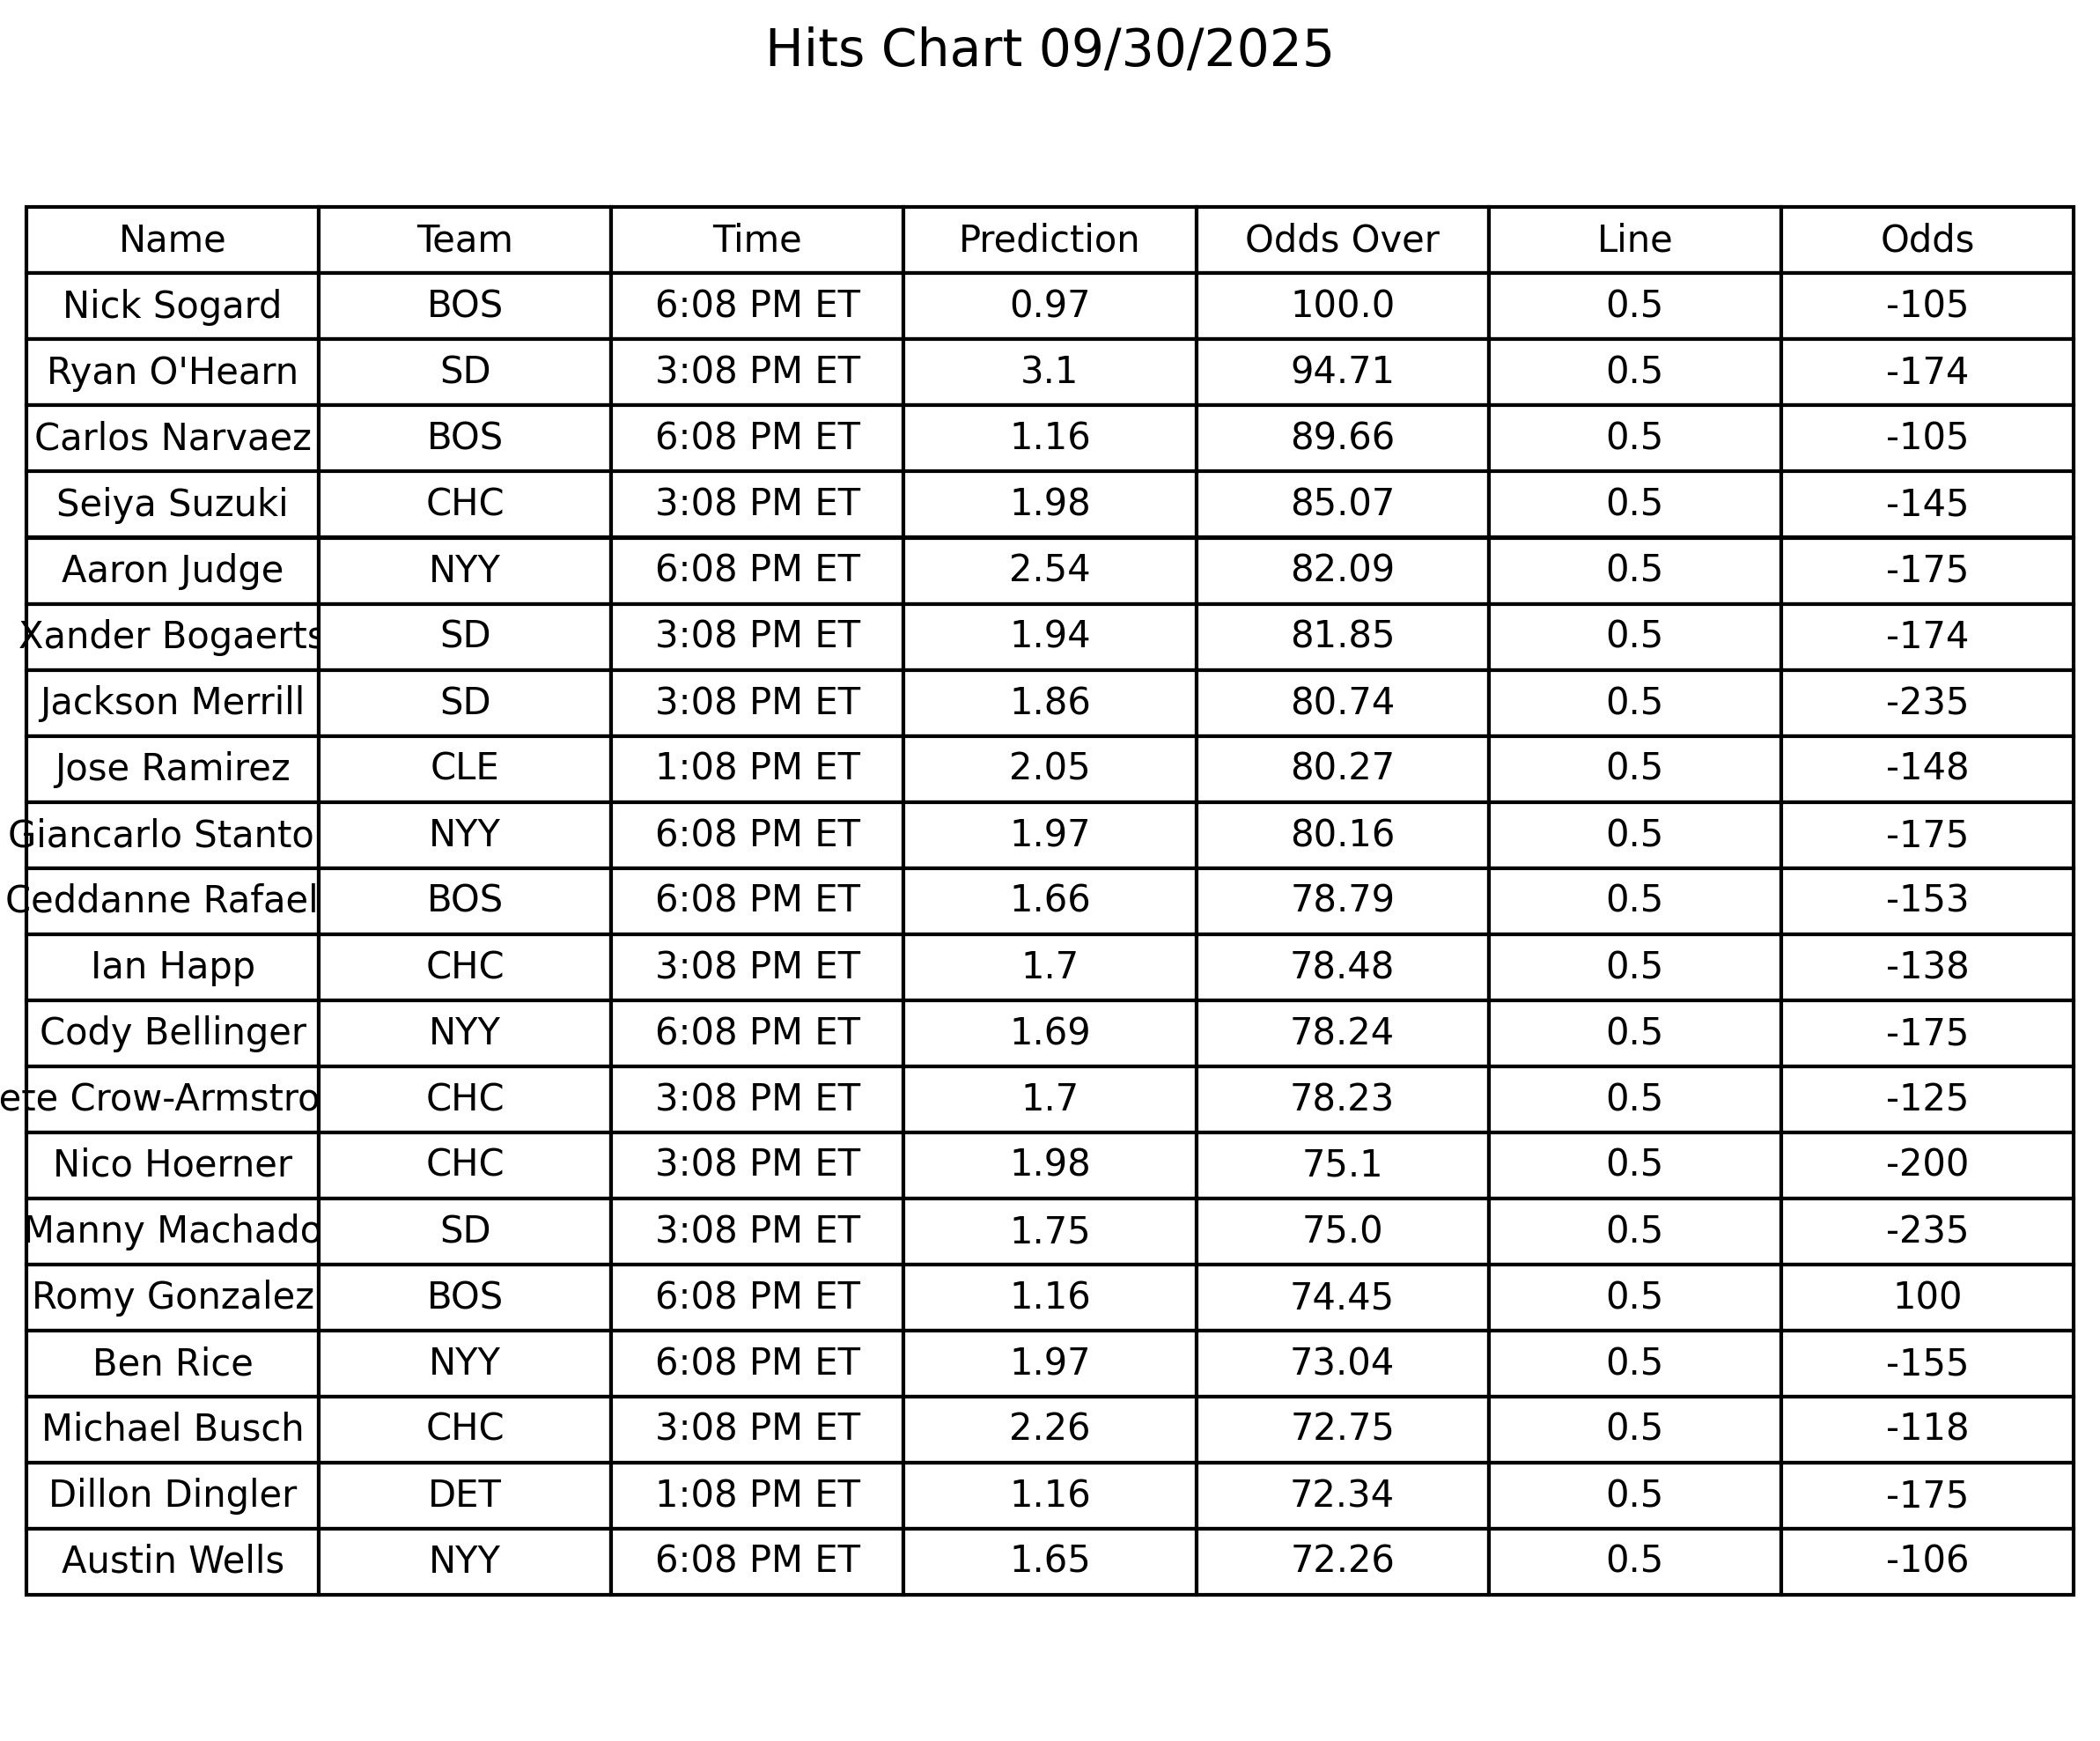 Hits Chart 09/30/2025
Name Team Time Prediction Odds Over Line Odds
Nick Sogard BOS 6:08 PM ET 0.97 100.0 0.5 -105
Ryan O'Hearn SD 3:08 PM ET 3.1 94.71 0.5 -174
Carlos Narvaez BOS 6:08 PM ET 1.16 89.66 0.5 -105
Seiya Suzuki CHC 3:08 PM ET 1.98 85.07 0.5 -145
Aaron Judge NYY 6:08 PM ET 2.54 82.09 0.5 -175
Xander Bogaerts SD 3:08 PM ET 1.94 81.85 0.5 -174
Jackson Merrill SD 3:08 PM ET 1.86 80.74 0.5 -235
Jose Ramirez CLE 1:08 PM ET 2.05 80.27 0.5 -148
Giancarlo Stanto NYY 6:08 PM ET 1.97 80.16 0.5 -175
Ceddanne Rafael BOS 6:08 PM ET 1.66 78.79 0.5 -153
Ian Happ CHC 3:08 PM ET 1.7 78.48 0.5 -138
Cody Bellinger NYY 6:08 PM ET 1.69 78.24 0.5 -175
ete Crow-Armstro CHC 3:08 PM ET 1.7 78.23 0.5 -125
Nico Hoerner CHC 3:08 PM ET 1.98 75.1 0.5 -200
Manny Machado SD 3:08 PM ET 1.75 75.0 0.5 -235
Romy Gonzalez BOS 6:08 PM ET 1.16 74.45 0.5 100
Ben Rice NYY 6:08 PM ET 1.97 73.04 0.5 -155
Michael Busch CHC 3:08 PM ET 2.26 72.75 0.5 -118
Dillon Dingler DET 1:08 PM ET 1.16 72.34 0.5 -175
Austin Wells NYY 6:08 PM ET 1.65 72.26 0.5 -106